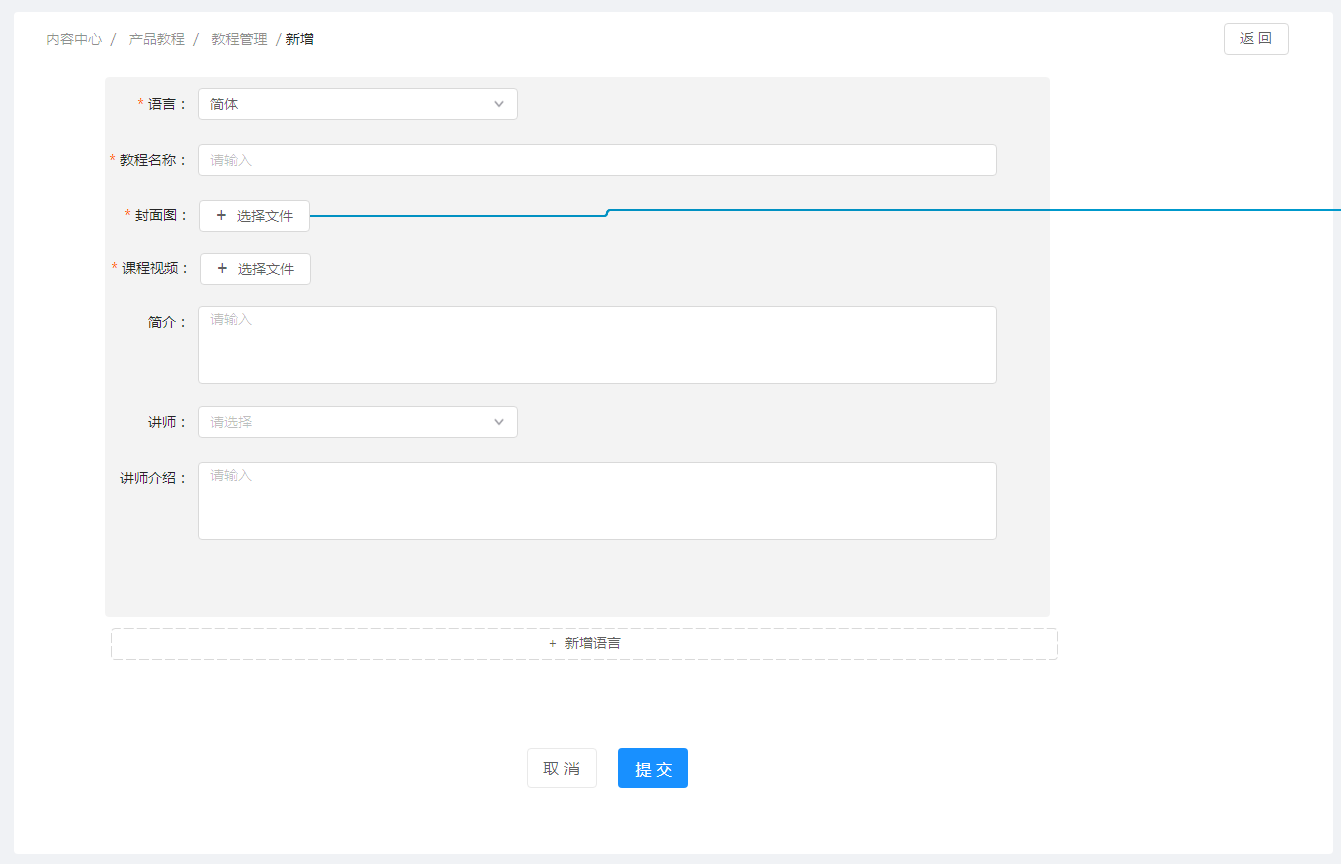 内容中心 / 产品教程 / 教程管理 / 新增
返 回
* 语言： 简体
* 教程名称： 请输入
* 封面图： + 选择文件
* 课程视频： + 选择文件
简介： 请输入
讲师： 请选择
讲师介绍： 请输入
+ 新增语言
取 消 提 交